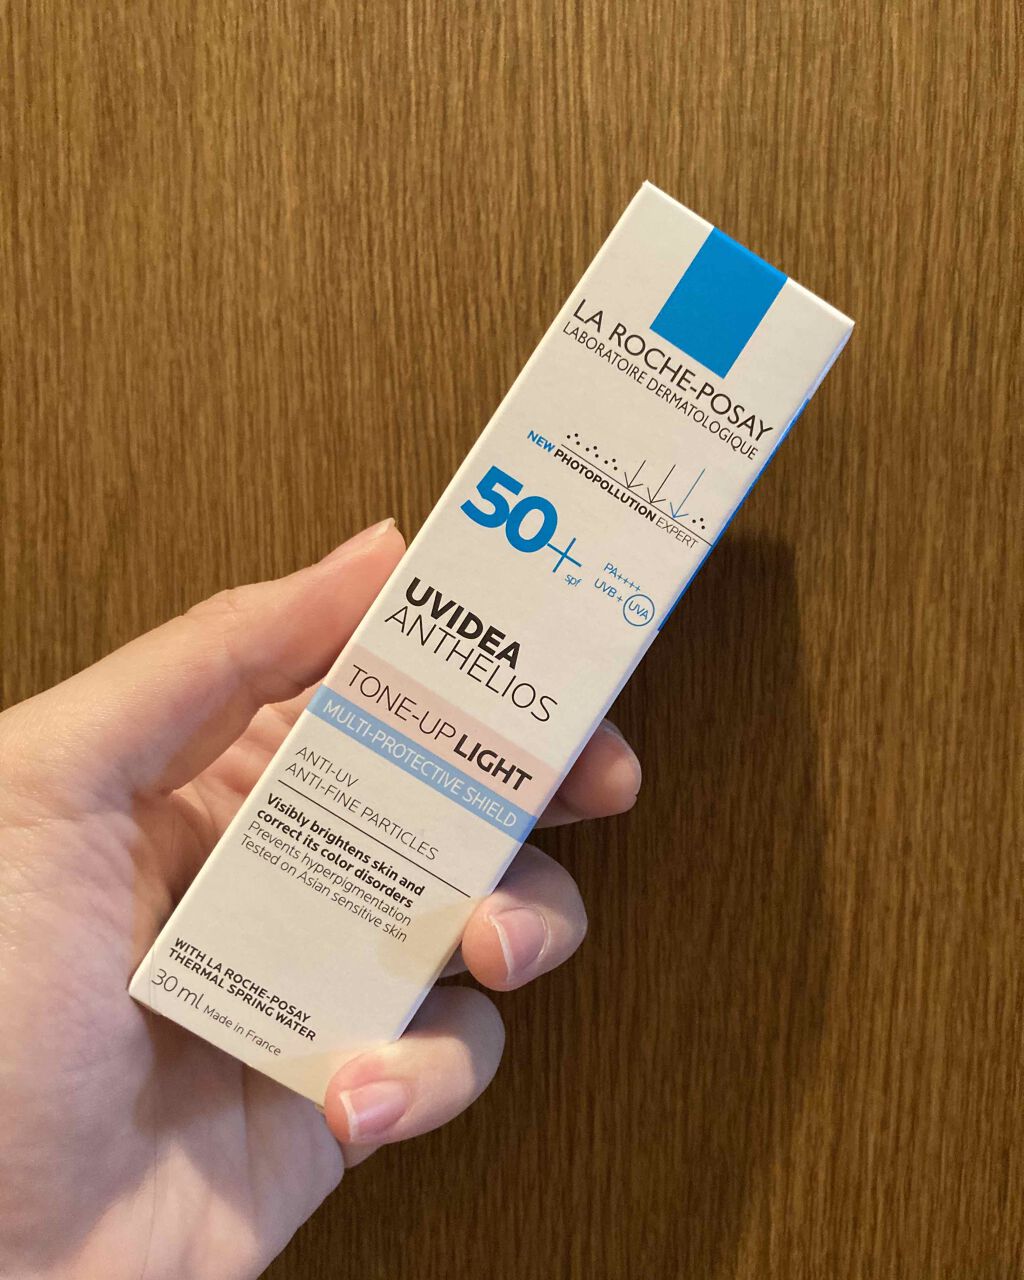 LA ROCHE-POSAY
LABORATOIRE DERMATOLOGIQUE
NEW PHOTOPOLLUTION EXPERT
50+
spf
PA++++
UVB + UVA
UVIDEA
ANTHELIOS
TONE-UP LIGHT
MULTI-PROTECTIVE SHIELD
ANTI-UV
ANTI-FINE PARTICLES
Visibly brightens skin and
correct its color disorders
Prevents hyperpigmentation
Tested on Asian sensitive skin
WITH LA ROCHE-POSAY
THERMAL SPRING WATER
30 ml Made in France